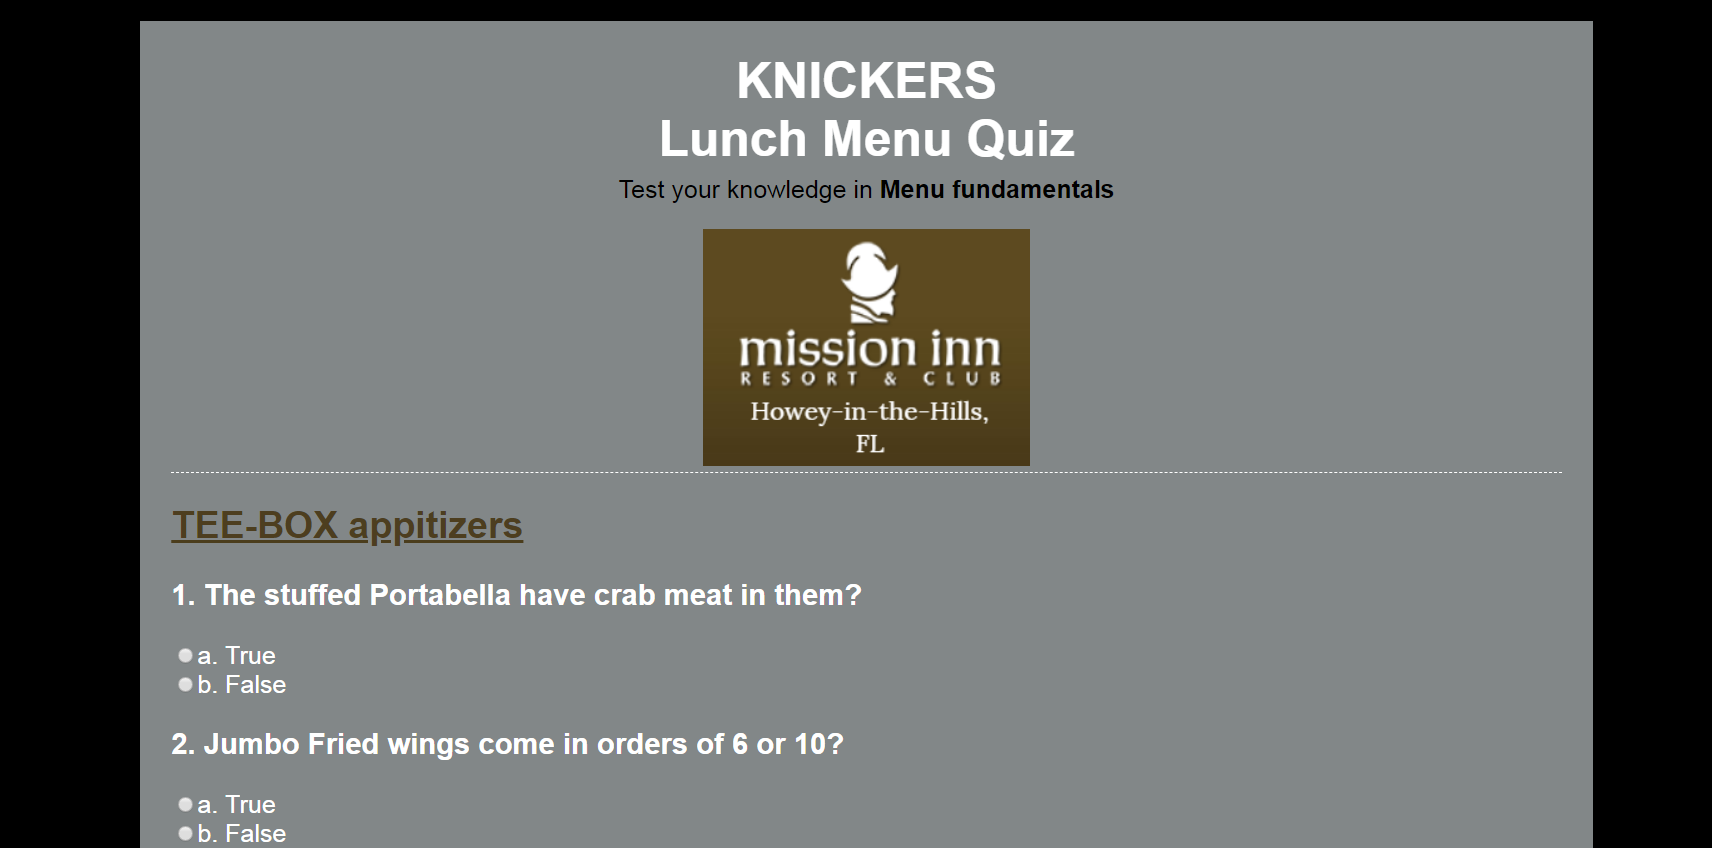 KNICKERS
Lunch Menu Quiz
Test your knowledge in Menu fundamentals
mission inn
RESORT & CLUB
Howey-in-the-Hills,
FL
TEE-BOX appitizers
1. The stuffed Portabella have crab meat in them?
a. True
b. False
2. Jumbo Fried wings come in orders of 6 or 10?
a. True
b. False